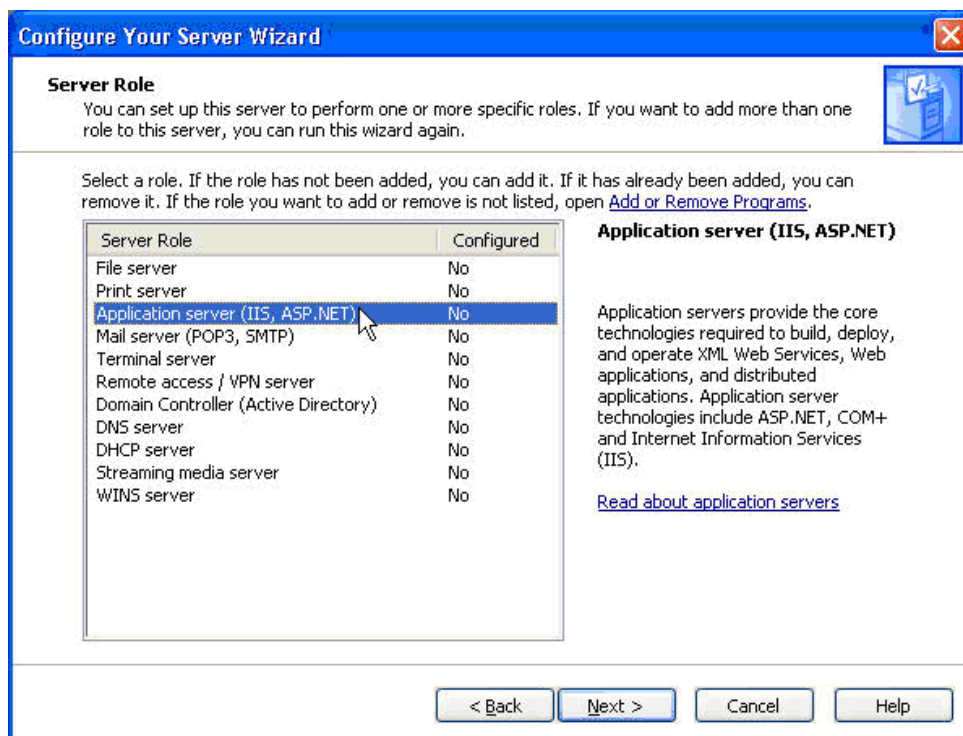 Configure Your Server Wizard
Server Role
You can set up this server to perform one or more specific roles. If you want to add more than one
role to this server, you can run this wizard again.
Select a role. If the role has not been added, you can add it. If it has already been added, you can
remove it. If the role you want to add or remove is not listed, open Add or Remove Programs.
Server Role Configured
File server No
Print server No
Application server (IIS, ASP.NET) No
Mail server (POP3, SMTP) No
Terminal server No
Remote access / VPN server No
Domain Controller (Active Directory) No
DNS server No
DHCP server No
Streaming media server No
WINS server No
Application server (IIS, ASP.NET)
Application servers provide the core
technologies required to build, deploy,
and operate XML Web Services, Web
applications, and distributed
applications. Application server
technologies include ASP.NET, COM+
and Internet Information Services
(IIS).
Read about application servers
< Back Next > Cancel Help